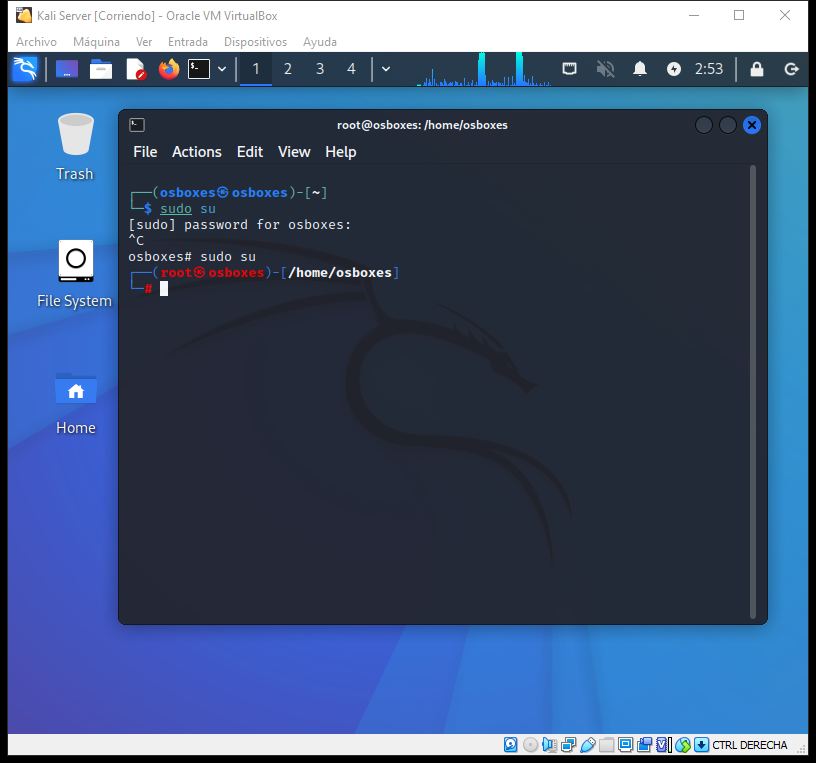 Kali Server [Corriendo] - Oracle VM VirtualBox
Archivo Máquina Ver Entrada Dispositivos Ayuda
1 2 3 4 2:53
root@osboxes: /home/osboxes
File Actions Edit View Help
Trash
File System
Home
┌──(osboxes㉿osboxes)-[~]
└─$ sudo su
[sudo] password for osboxes:
^C
osboxes# sudo su
┌──(root㉿osboxes)-[/home/osboxes]
└─#
CTRL DERECHA